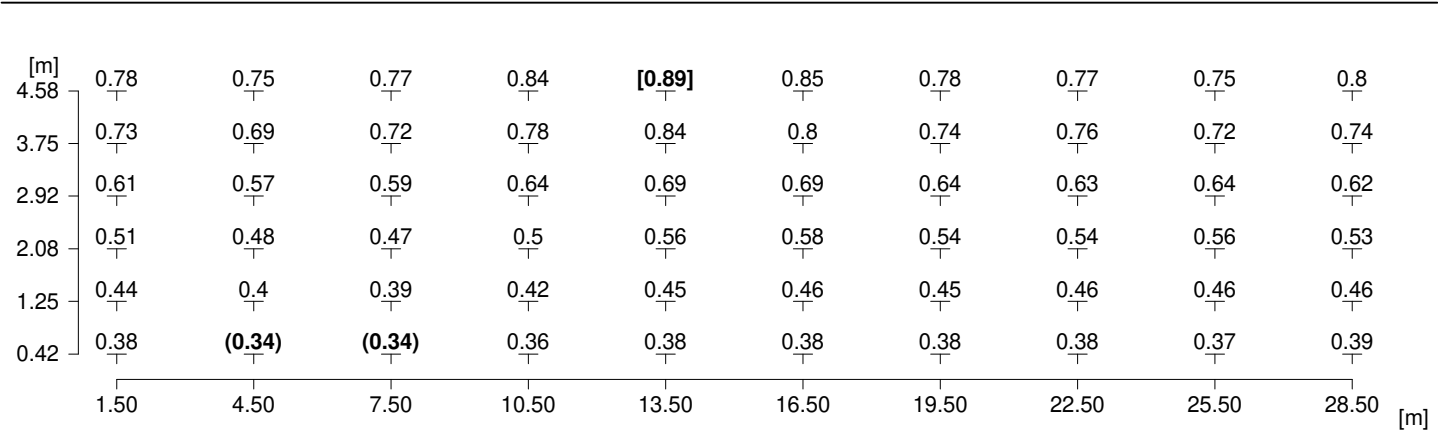 [m]
4.58 0.78 0.75 0.77 0.84 [0.89] 0.85 0.78 0.77 0.75 0.8
3.75 0.73 0.69 0.72 0.78 0.84 0.8 0.74 0.76 0.72 0.74
2.92 0.61 0.57 0.59 0.64 0.69 0.69 0.64 0.63 0.64 0.62
2.08 0.51 0.48 0.47 0.5 0.56 0.58 0.54 0.54 0.56 0.53
1.25 0.44 0.4 0.39 0.42 0.45 0.46 0.45 0.46 0.46 0.46
0.42 0.38 (0.34) (0.34) 0.36 0.38 0.38 0.38 0.38 0.37 0.39
1.50 4.50 7.50 10.50 13.50 16.50 19.50 22.50 25.50 28.50
[m]